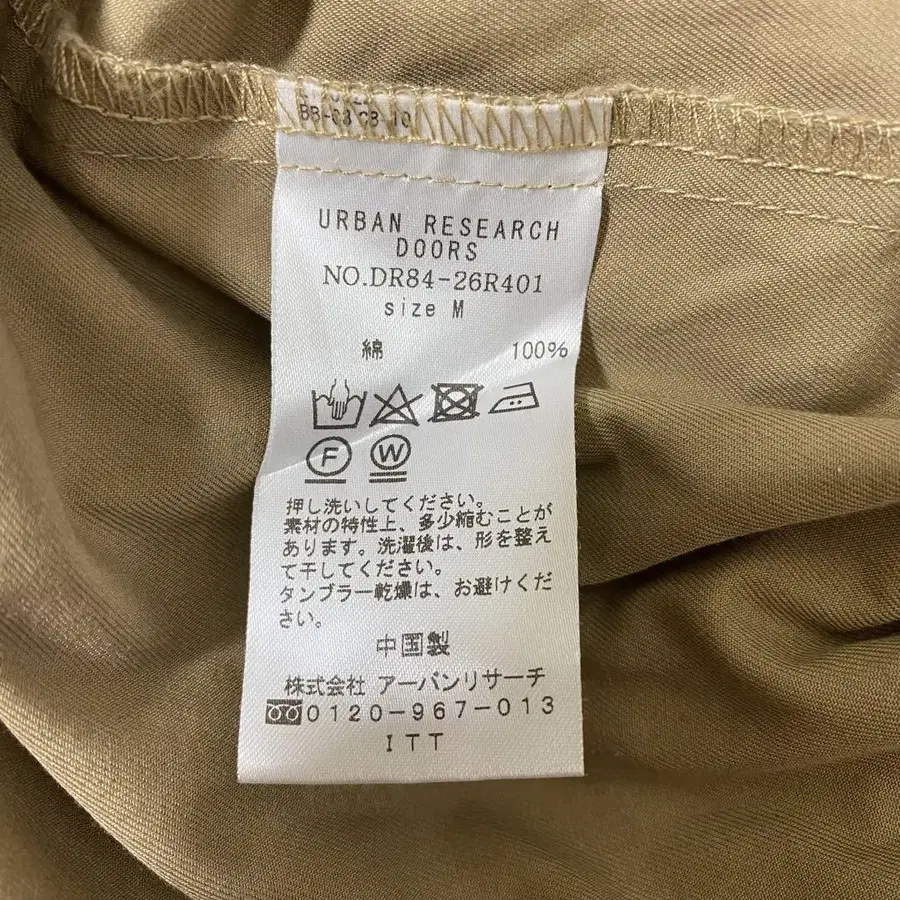 URBAN RESEARCH
DOORS
NO.DR84-26R401
size M
綿 100%
F W
押し洗いしてください。
素材の特性上、多少縮むことが
あります。洗濯後は、形を整え
て干してください。
タンブラー乾燥は、お避けくだ
さい。
中国製
株式会社 アーバンリサーチ
0120-967-013
ITT